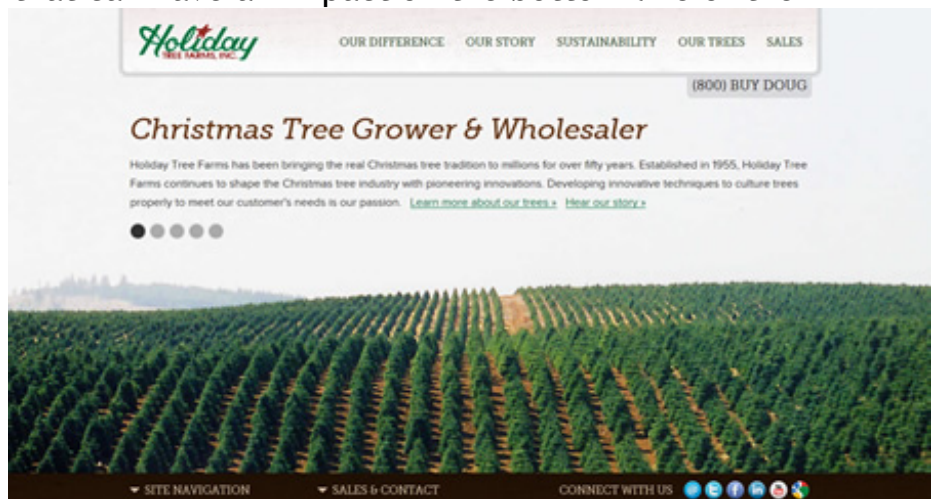 Holiday
TREE FARMS, INC.
OUR DIFFERENCE OUR STORY SUSTAINABILITY OUR TREES SALES
(800) BUY DOUG
Christmas Tree Grower & Wholesaler
Holiday Tree Farms has been bringing the real Christmas tree tradition to millions for over fifty years. Established in 1955, Holiday Tree
Farms continues to shape the Christmas tree industry with pioneering innovations. Developing innovative techniques to culture trees
properly to meet our customer's needs is our passion. Learn more about our trees » Hear our story »
SITE NAVIGATION SALES & CONTACT CONNECT WITH US